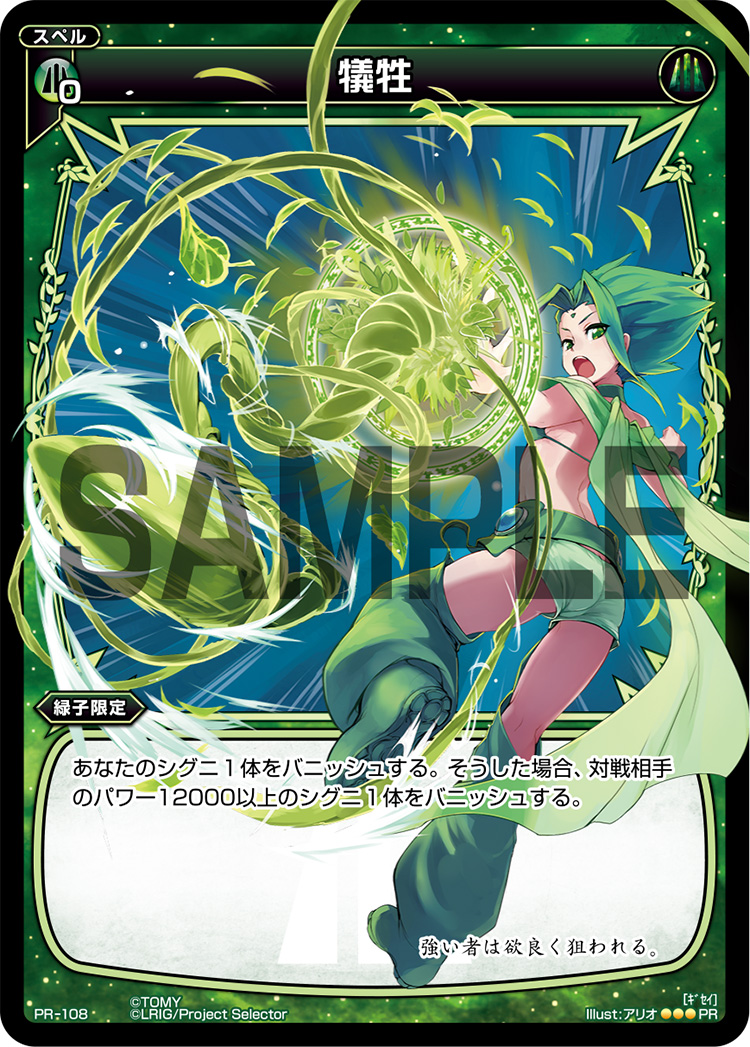 スペル
0
犠牲
SAMPLE
緑子限定
あなたのシグニ1体をバニッシュする。そうした場合、対戦相手
のパワー12000以上のシグニ1体をバニッシュする。
強い者は欲良く狙われる。
©TOMY
[ｷﾞｾｲ]
PR-108
©LRIG/Project Selector
Illust:アリオ
PR